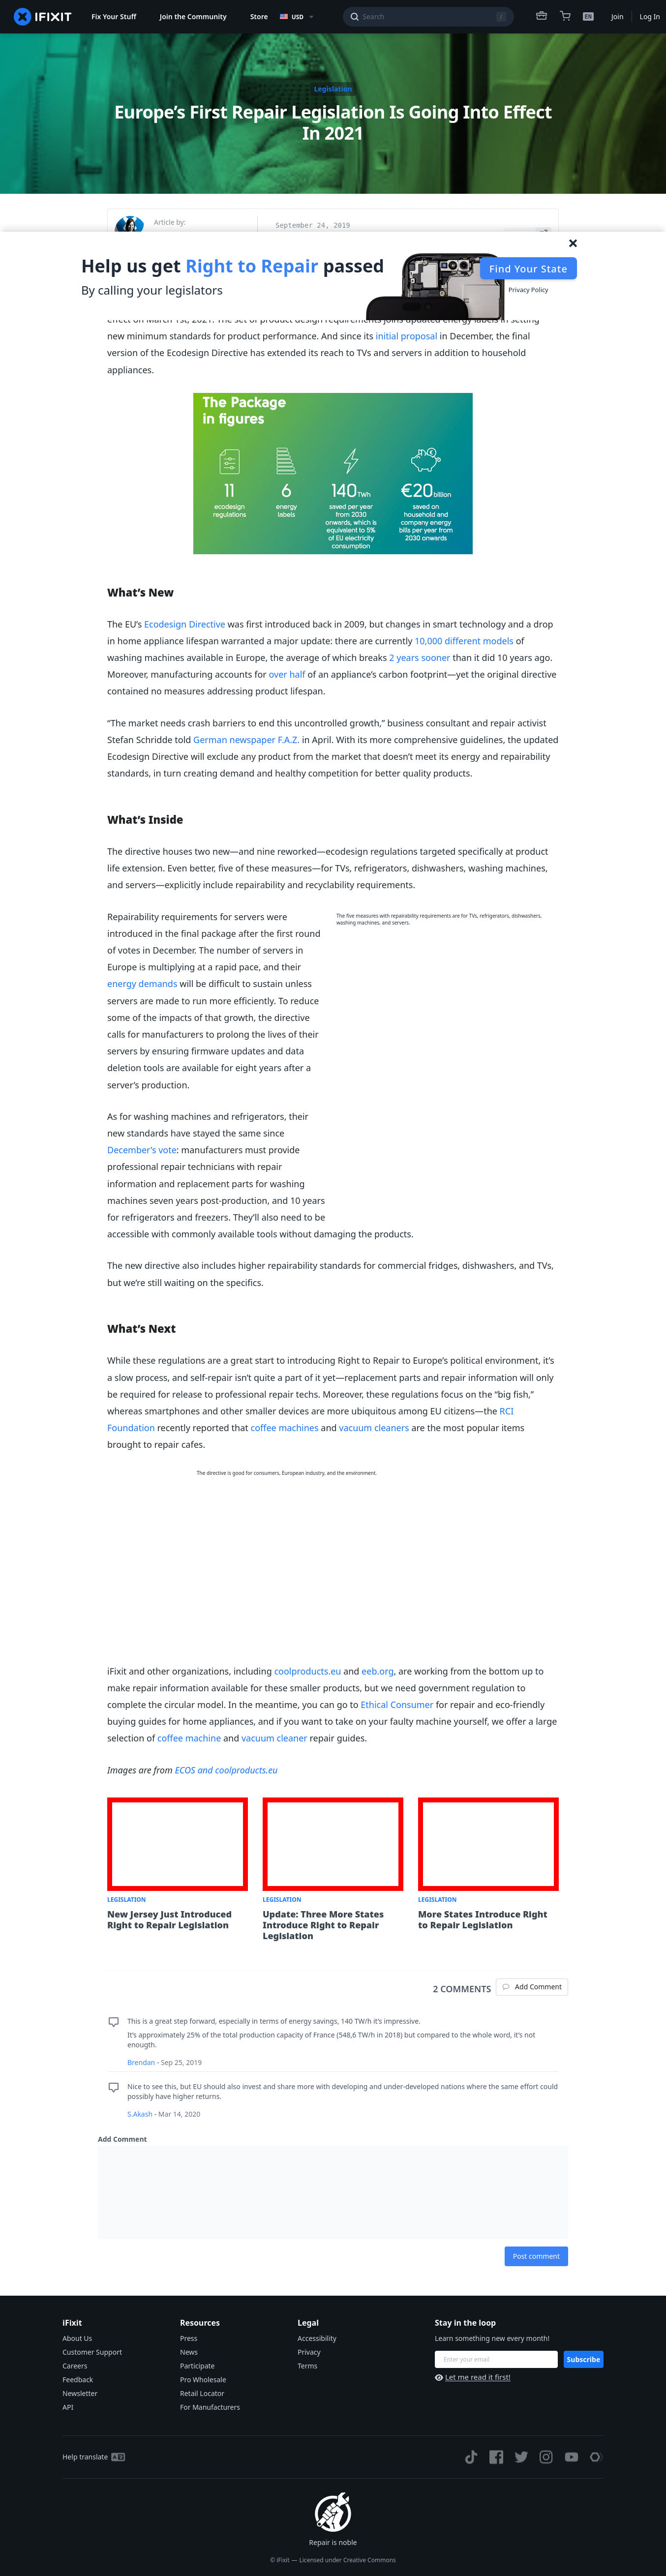 IFIXIT
Fix Your Stuff
Join the Community
Store
USD
Search
/
EN
Join
Log In
Legislation
Europe’s First Repair Legislation Is Going Into Effect
In 2021
Article by:
September 24, 2019
Help us get Right to Repair passed
By calling your legislators
Find Your State
Privacy Policy
effect on March 1st, 2021. The set of product design requirements joins updated energy labels in setting
new minimum standards for product performance. And since its initial proposal in December, the final
version of the Ecodesign Directive has extended its reach to TVs and servers in addition to household
appliances.
The Package
in figures
11
ecodesign
regulations
6
energy
labels
140TWh
saved per year
from 2030
onwards, which is
equivalent to 5%
of EU electricity
consumption
€20billion
saved on
household and
company energy
bills per year from
2030 onwards
What’s New
The EU’s Ecodesign Directive was first introduced back in 2009, but changes in smart technology and a drop
in home appliance lifespan warranted a major update: there are currently 10,000 different models of
washing machines available in Europe, the average of which breaks 2 years sooner than it did 10 years ago.
Moreover, manufacturing accounts for over half of an appliance’s carbon footprint—yet the original directive
contained no measures addressing product lifespan.
“The market needs crash barriers to end this uncontrolled growth,” business consultant and repair activist
Stefan Schridde told German newspaper F.A.Z. in April. With its more comprehensive guidelines, the updated
Ecodesign Directive will exclude any product from the market that doesn’t meet its energy and repairability
standards, in turn creating demand and healthy competition for better quality products.
What’s Inside
The directive houses two new—and nine reworked—ecodesign regulations targeted specifically at product
life extension. Even better, five of these measures—for TVs, refrigerators, dishwashers, washing machines,
and servers—explicitly include repairability and recyclability requirements.
The five measures with repairability requirements are for TVs, refrigerators, dishwashers,
washing machines, and servers.
Repairability requirements for servers were
introduced in the final package after the first round
of votes in December. The number of servers in
Europe is multiplying at a rapid pace, and their
energy demands will be difficult to sustain unless
servers are made to run more efficiently. To reduce
some of the impacts of that growth, the directive
calls for manufacturers to prolong the lives of their
servers by ensuring firmware updates and data
deletion tools are available for eight years after a
server’s production.
As for washing machines and refrigerators, their
new standards have stayed the same since
December’s vote: manufacturers must provide
professional repair technicians with repair
information and replacement parts for washing
machines seven years post-production, and 10 years
for refrigerators and freezers. They’ll also need to be
accessible with commonly available tools without damaging the products.
The new directive also includes higher repairability standards for commercial fridges, dishwashers, and TVs,
but we’re still waiting on the specifics.
What’s Next
While these regulations are a great start to introducing Right to Repair to Europe’s political environment, it’s
a slow process, and self-repair isn’t quite a part of it yet—replacement parts and repair information will only
be required for release to professional repair techs. Moreover, these regulations focus on the “big fish,”
whereas smartphones and other smaller devices are more ubiquitous among EU citizens—the RCI
Foundation recently reported that coffee machines and vacuum cleaners are the most popular items
brought to repair cafes.
The directive is good for consumers, European industry, and the environment.
iFixit and other organizations, including coolproducts.eu and eeb.org, are working from the bottom up to
make repair information available for these smaller products, but we need government regulation to
complete the circular model. In the meantime, you can go to Ethical Consumer for repair and eco-friendly
buying guides for home appliances, and if you want to take on your faulty machine yourself, we offer a large
selection of coffee machine and vacuum cleaner repair guides.
Images are from ECOS and coolproducts.eu
LEGISLATION
New Jersey Just Introduced
Right to Repair Legislation
LEGISLATION
Update: Three More States
Introduce Right to Repair
Legislation
LEGISLATION
More States Introduce Right
to Repair Legislation
2 COMMENTS
Add Comment
This is a great step forward, especially in terms of energy savings, 140 TW/h it’s impressive.
It’s approximately 25% of the total production capacity of France (548,6 TW/h in 2018) but compared to the whole word, it’s not
enougth.
Brendan - Sep 25, 2019
Nice to see this, but EU should also invest and share more with developing and under-developed nations where the same effort could
possibly have higher returns.
S.Akash - Mar 14, 2020
Add Comment
Post comment
iFixit
About Us
Customer Support
Careers
Feedback
Newsletter
API
Resources
Press
News
Participate
Pro Wholesale
Retail Locator
For Manufacturers
Legal
Accessibility
Privacy
Terms
Stay in the loop
Learn something new every month!
Enter your email
Subscribe
Let me read it first!
Help translate
Repair is noble
© iFixit — Licensed under Creative Commons